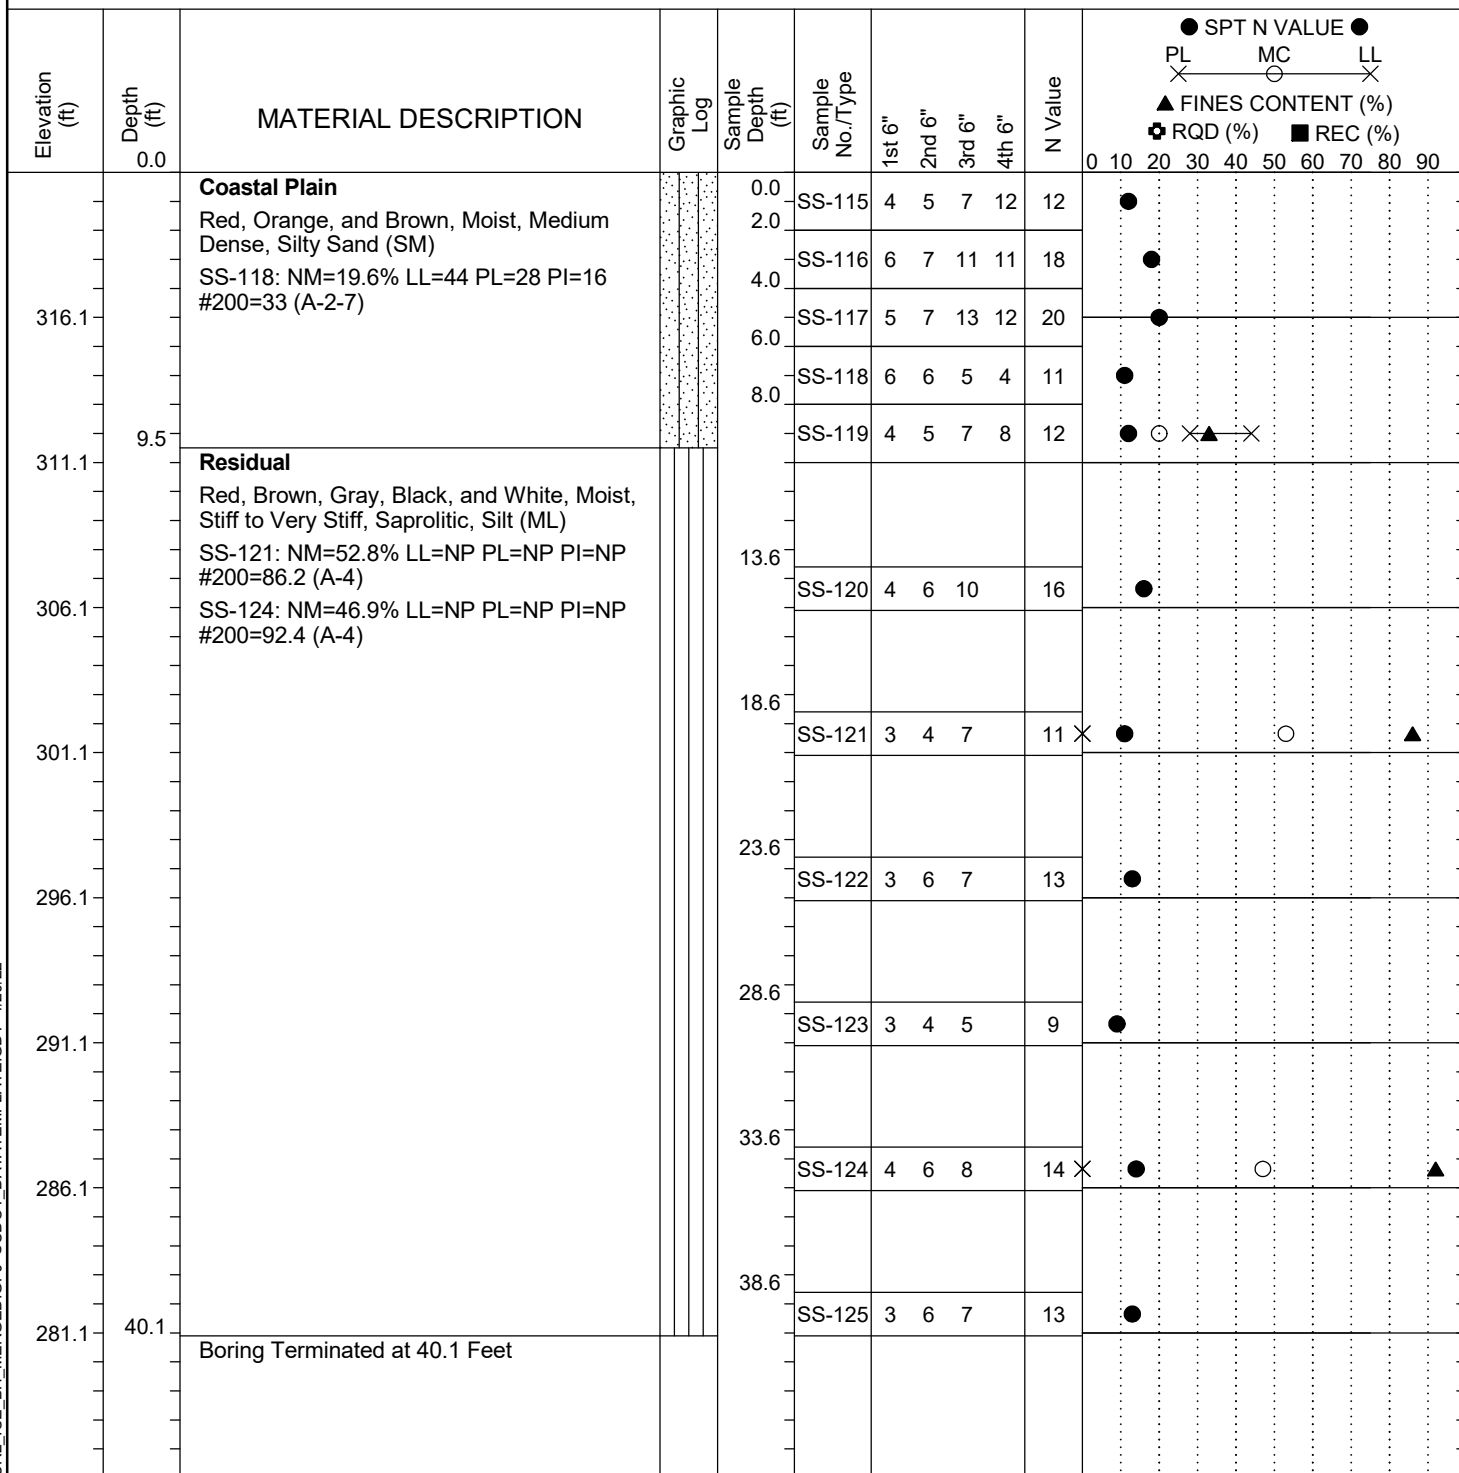 Elevation (ft)
Depth (ft)
0.0
MATERIAL DESCRIPTION
Graphic Log
Sample Depth (ft)
Sample No./Type
1st 6"
2nd 6"
3rd 6"
4th 6"
N Value
SPT N VALUE
PL MC LL
FINES CONTENT (%)
RQD (%) REC (%)
0 10 20 30 40 50 60 70 80 90
Coastal Plain
Red, Orange, and Brown, Moist, Medium
Dense, Silty Sand (SM)
SS-118: NM=19.6% LL=44 PL=28 PI=16
#200=33 (A-2-7)
0.0 SS-115 4 5 7 12 12
2.0 SS-116 6 7 11 11 18
4.0
316.1 SS-117 5 7 13 12 20
6.0 SS-118 6 6 5 4 11
8.0 SS-119 4 5 7 8 12
9.5
311.1
Residual
Red, Brown, Gray, Black, and White, Moist,
Stiff to Very Stiff, Saprolitic, Silt (ML)
SS-121: NM=52.8% LL=NP PL=NP PI=NP
#200=86.2 (A-4)
SS-124: NM=46.9% LL=NP PL=NP PI=NP
#200=92.4 (A-4)
13.6 SS-120 4 6 10 16
306.1
18.6 SS-121 3 4 7 11
301.1
23.6 SS-122 3 6 7 13
296.1
28.6 SS-123 3 4 5 9
291.1
33.6 SS-124 4 6 8 14
286.1
38.6 SS-125 3 6 7 13
281.1 40.1
Boring Terminated at 40.1 Feet